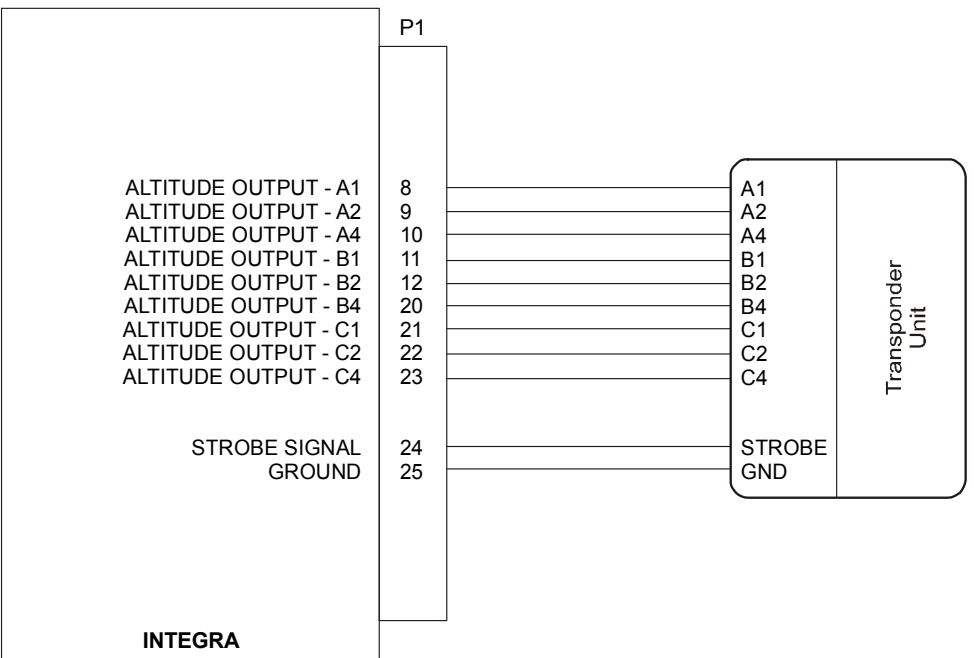 P1
ALTITUDE OUTPUT - A1 8 A1
ALTITUDE OUTPUT - A2 9 A2
ALTITUDE OUTPUT - A4 10 A4
ALTITUDE OUTPUT - B1 11 B1
ALTITUDE OUTPUT - B2 12 B2
ALTITUDE OUTPUT - B4 20 B4
ALTITUDE OUTPUT - C1 21 C1
ALTITUDE OUTPUT - C2 22 C2
ALTITUDE OUTPUT - C4 23 C4
STROBE SIGNAL 24 STROBE
GROUND 25 GND
Transponder
Unit
INTEGRA